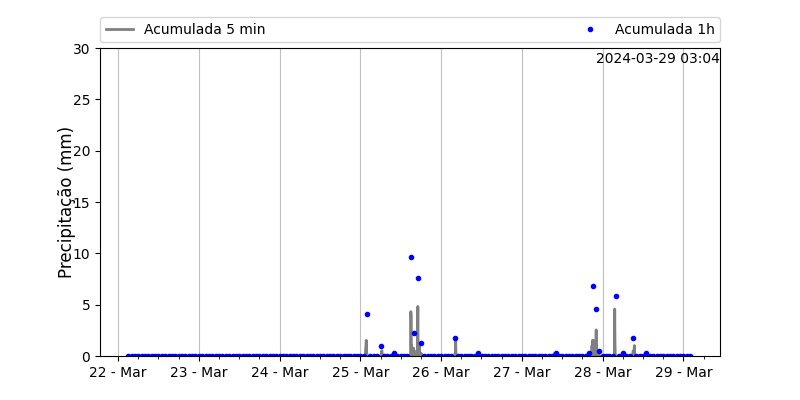 Acumulada 5 min Acumulada 1h
2024-03-29 03:04
Precipitação (mm)
30
25
20
15
10
5
0
22 - Mar 23 - Mar 24 - Mar 25 - Mar 26 - Mar 27 - Mar 28 - Mar 29 - Mar